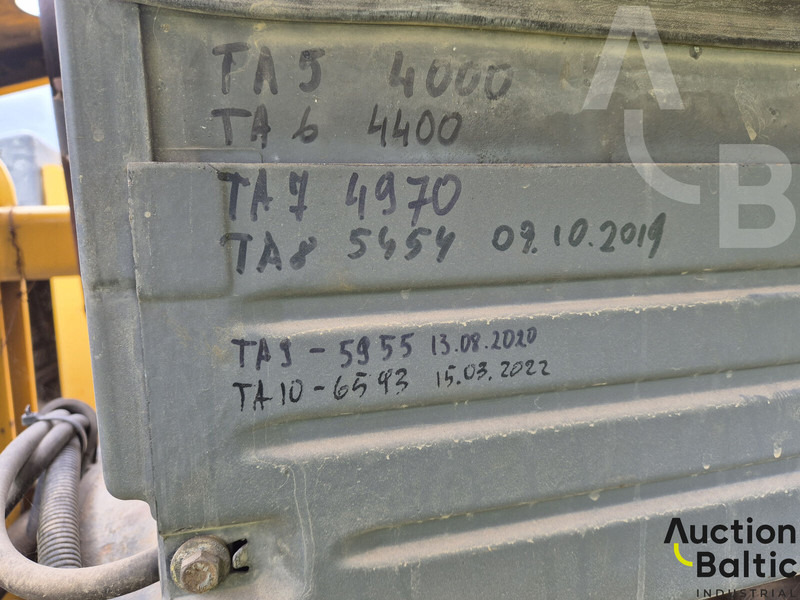 TA5 4000
TA6 4400
TA7 4970
TA8 5454 09.10.2019
TA9 - 5955 13.08.2020
TA10 - 6593 15.03.2022
A
B
Auction
Baltic
INDUSTRIAL